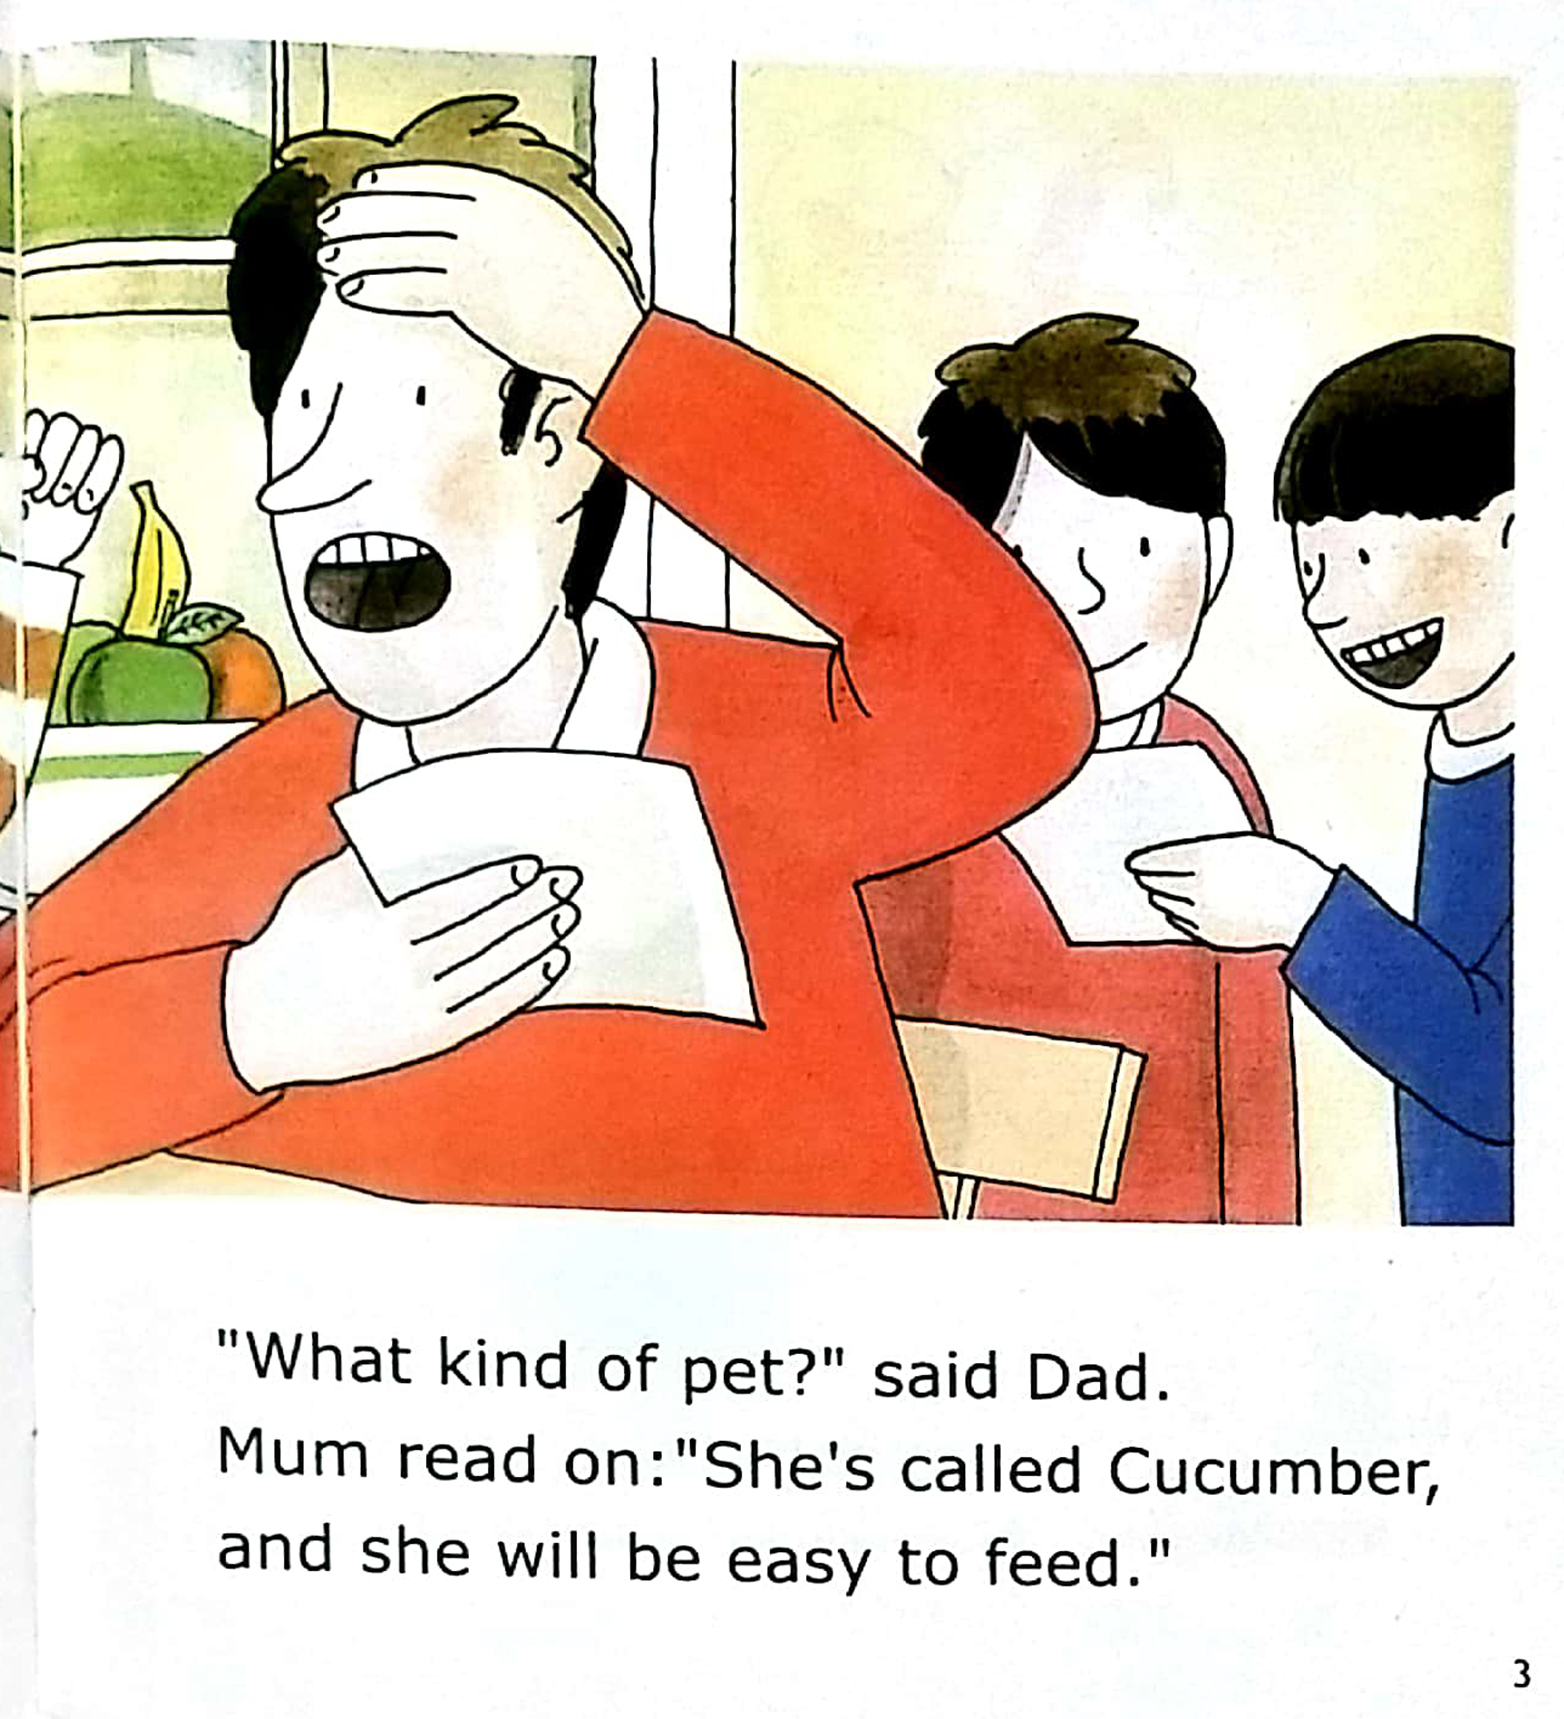 "What kind of pet?" said Dad.
Mum read on:"She's called Cucumber,
and she will be easy to feed."
3